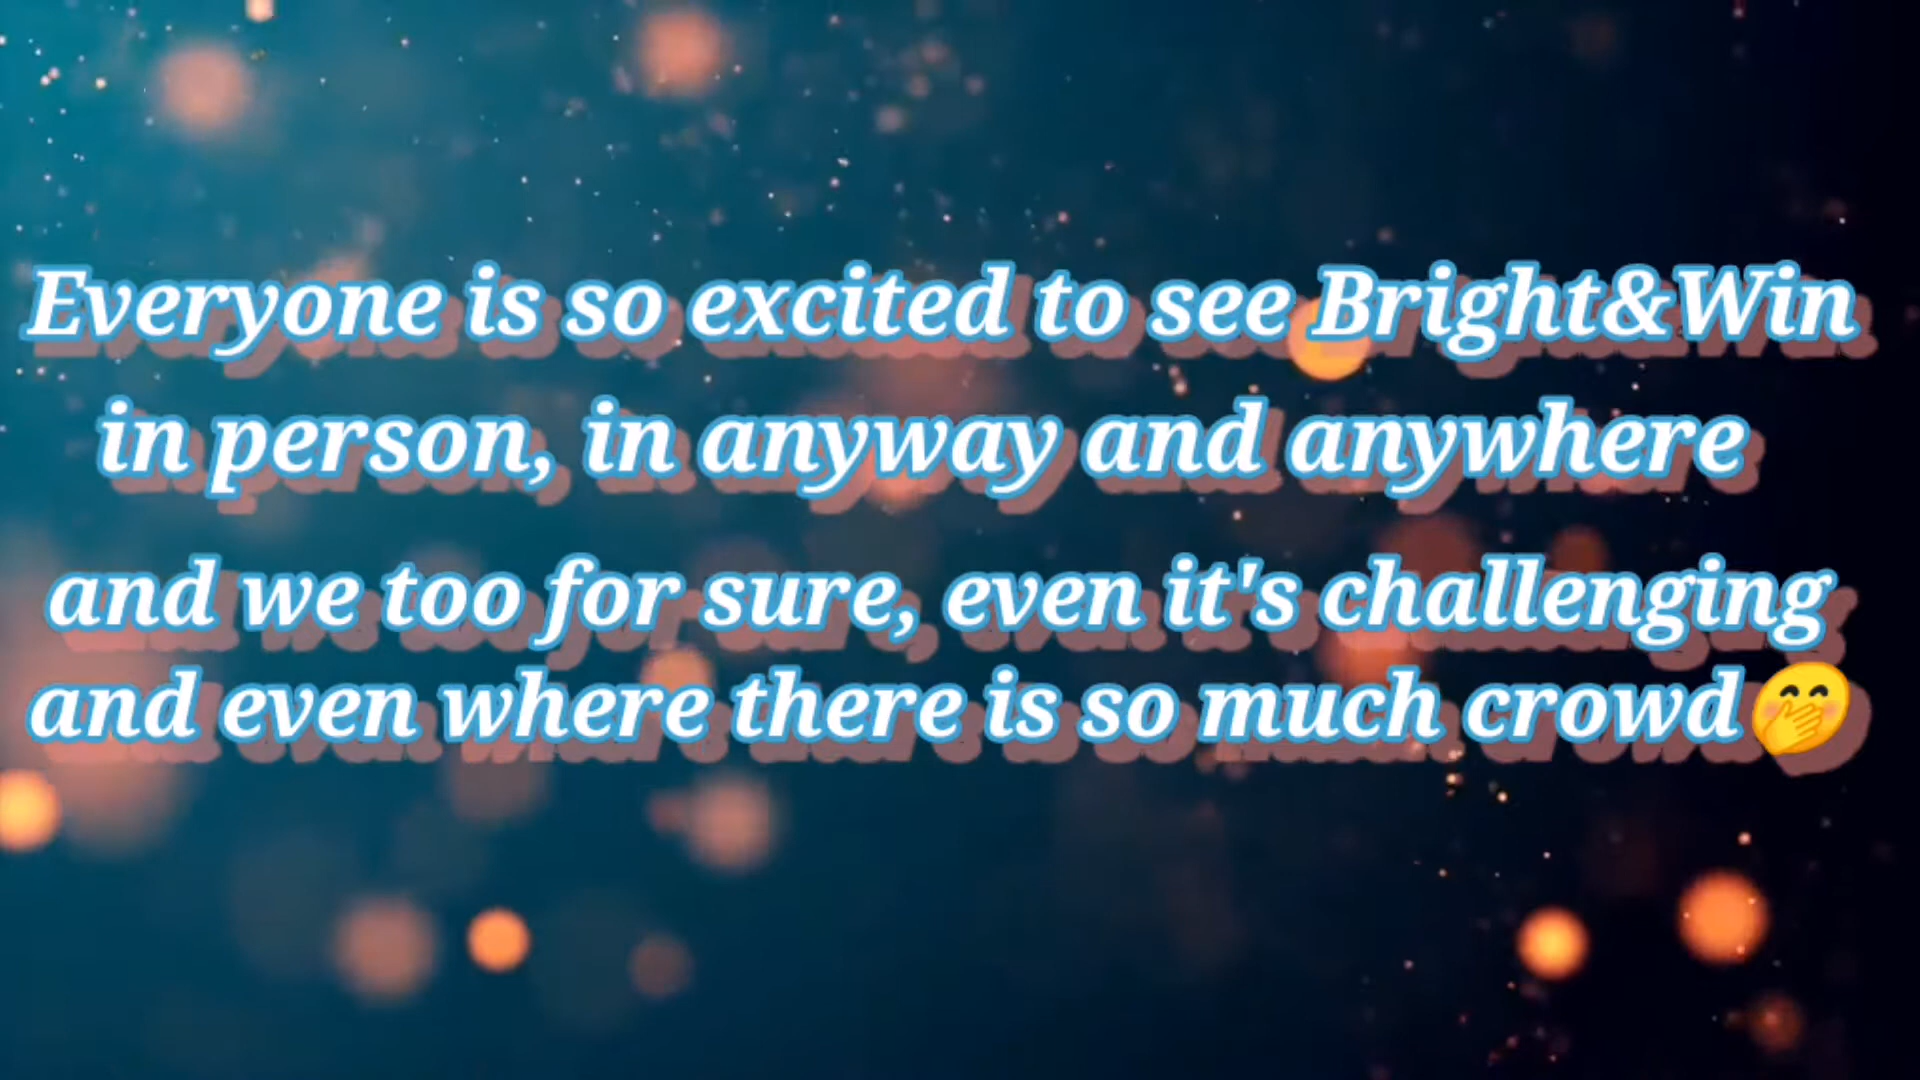 Everyone is so excited to see Bright&Win
in person, in anyway and anywhere
and we too for sure, even it's challenging
and even where there is so much crowd🤭